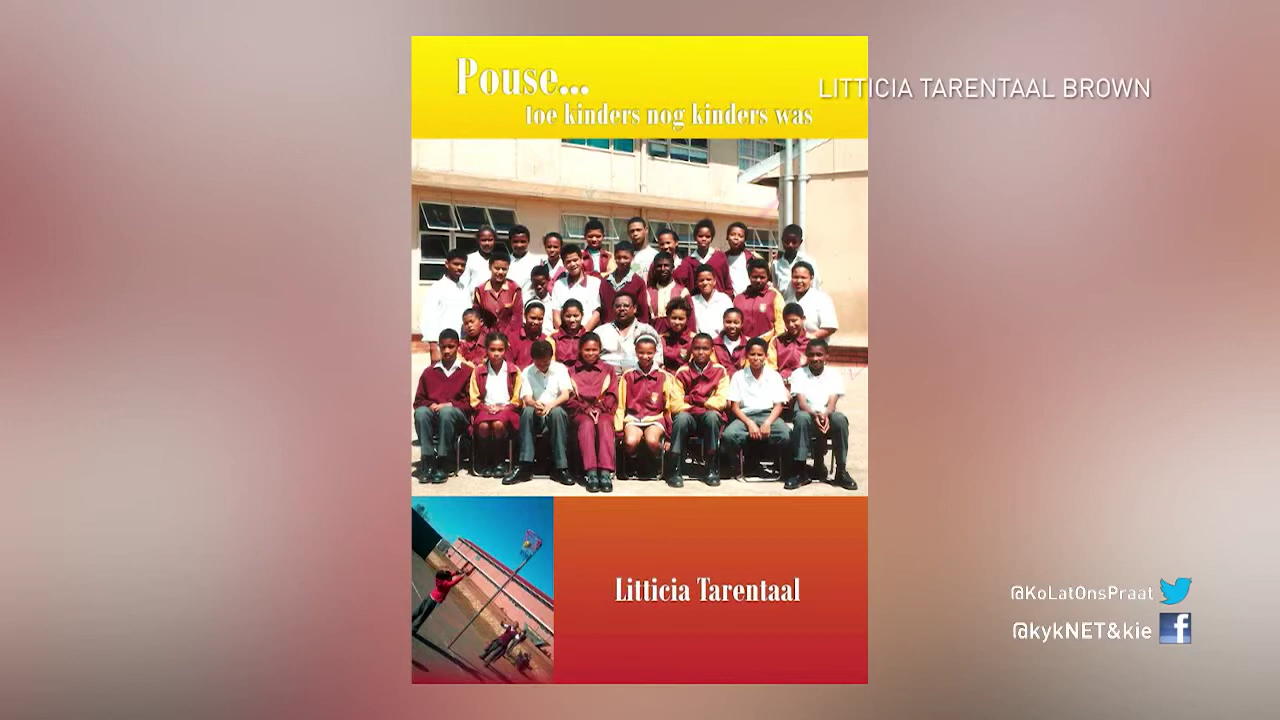 Pouse...
toe kinders nog kinders was
LITTICIA TARENTAAL BROWN
Litticia Tarentaal
@KoLatOnsPraat
@kykNET&kie